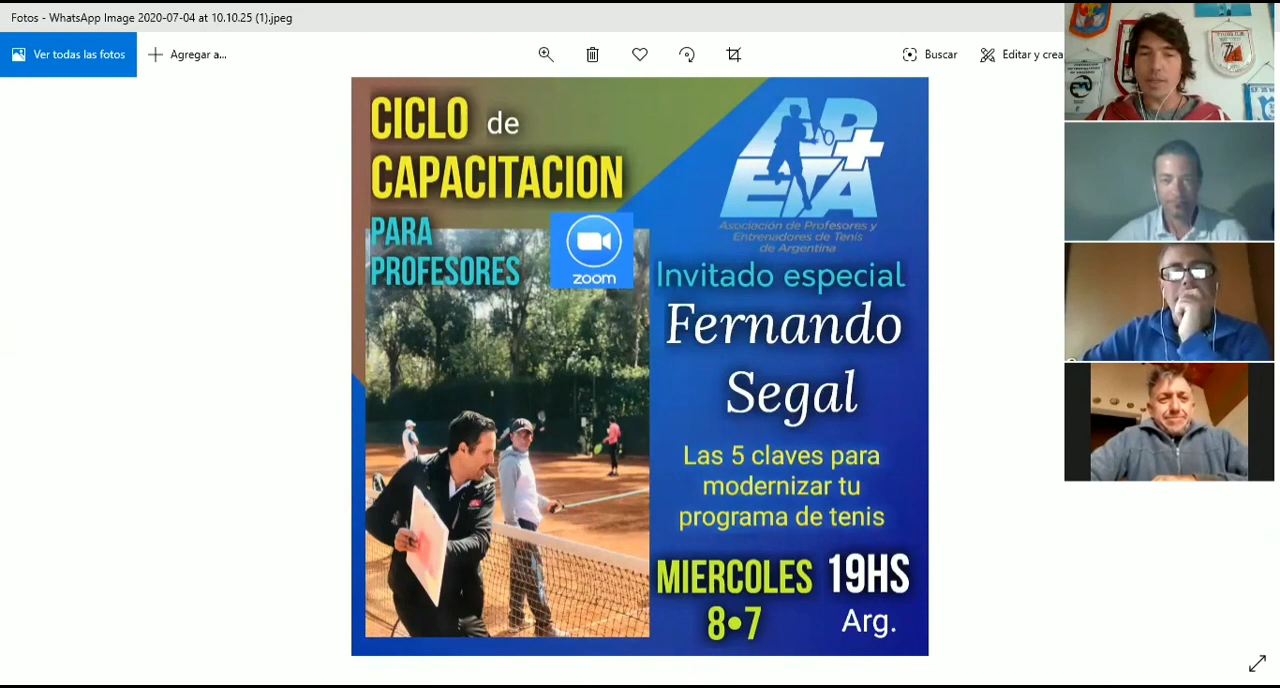 Fotos - WhatsApp Image 2020-07-04 at 10.10.25 (1).jpeg
Ver todas las fotos
Agregar a...
Buscar
Editar y crea
CICLO de
CAPACITACION
PARA
PROFESORES
zoom
AP+
ETA
Asociación de Profesores y
Entrenadores de Tenis
de Argentina
Invitado especial
Fernando
Segal
Las 5 claves para
modernizar tu
programa de tenis
MIERCOLES 19HS
8•7 Arg.